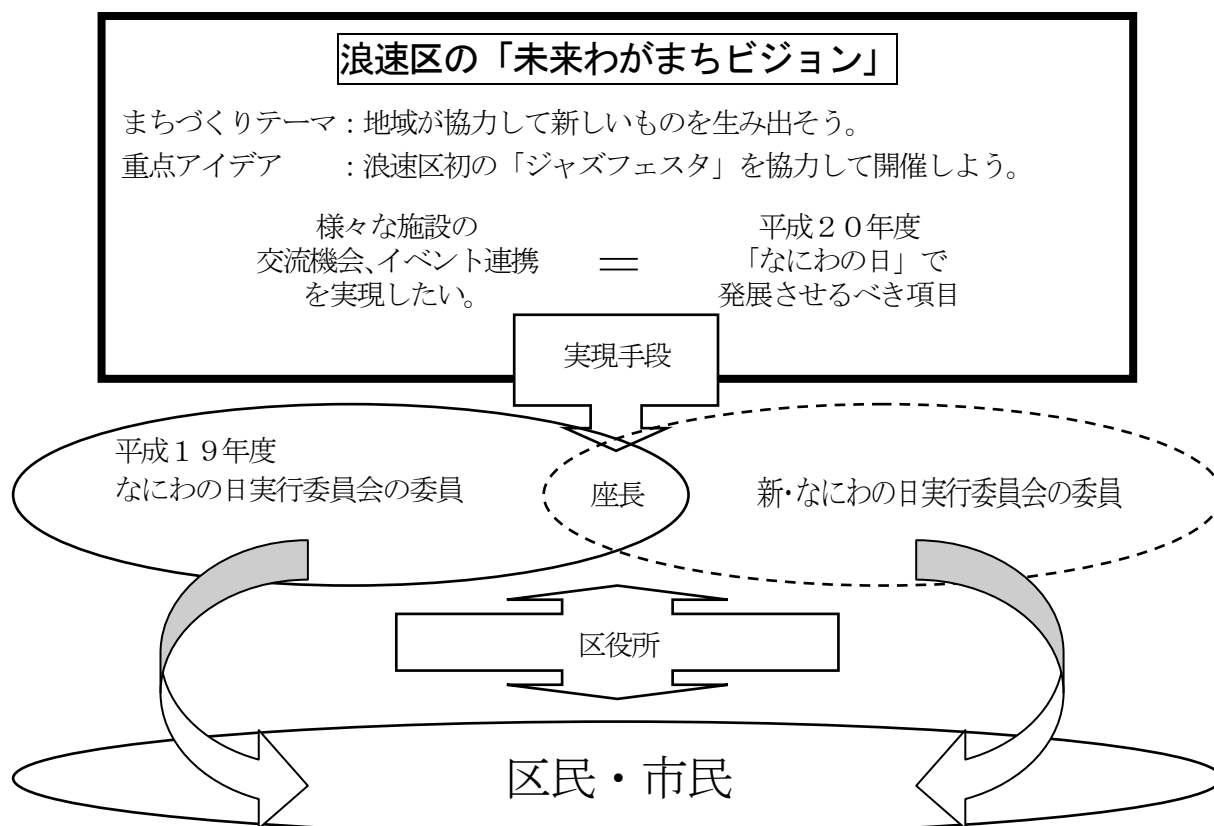 浪速区の「未来わがまちビジョン」
まちづくりテーマ：地域が協力して新しいものを生み出そう。
重点アイデア　　：浪速区初の「ジャズフェスタ」を協力して開催しよう。
様々な施設の
交流機会、イベント連携
を実現したい。
＝
平成２０年度
「なにわの日」で
発展させるべき項目
実現手段
平成１９年度
なにわの日実行委員会の委員
座長
新・なにわの日実行委員会の委員
区役所
区民・市民